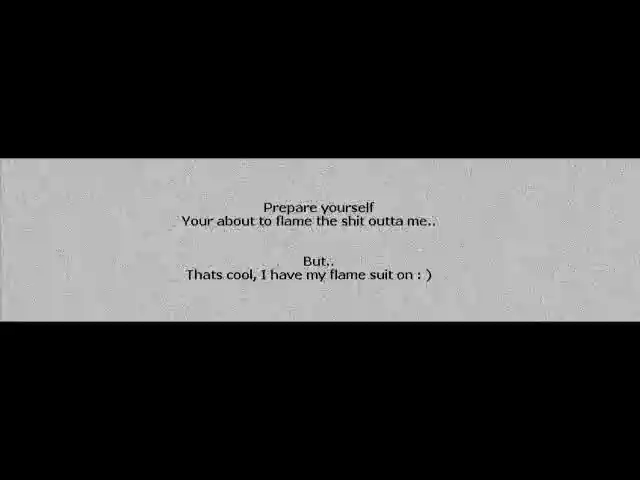 Prepare yourself
Your about to flame the shit outta me..
But..
Thats cool, I have my flame suit on : )